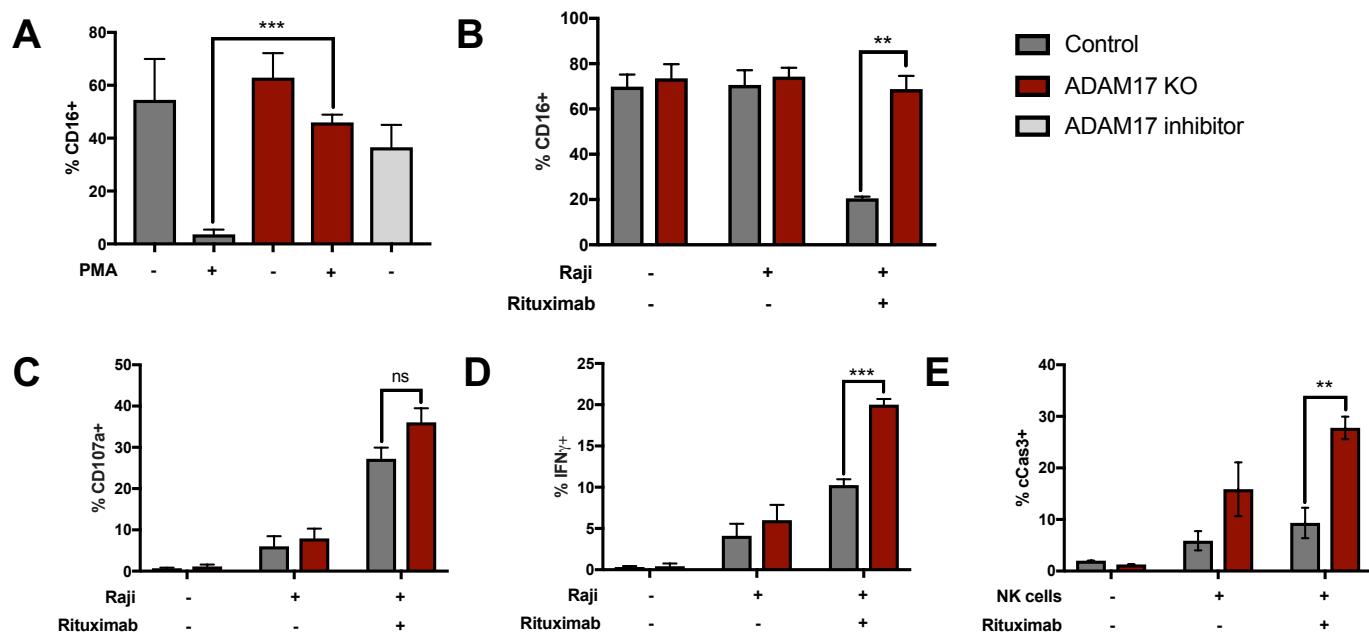 A
% CD16+
80
60
40
20
0
***
PMA
- + - + -
B
% CD16+
100
80
60
40
20
0
**
Raji - + +
Rituximab - - +
Control
ADAM17 KO
ADAM17 inhibitor
C
% CD107a+
50
40
30
20
10
0
ns
Raji - + +
Rituximab - - +
D
% IFNγ+
25
20
15
10
5
0
***
Raji - + +
Rituximab - - +
E
% cCas3+
40
30
20
10
0
**
NK cells - + +
Rituximab - - +